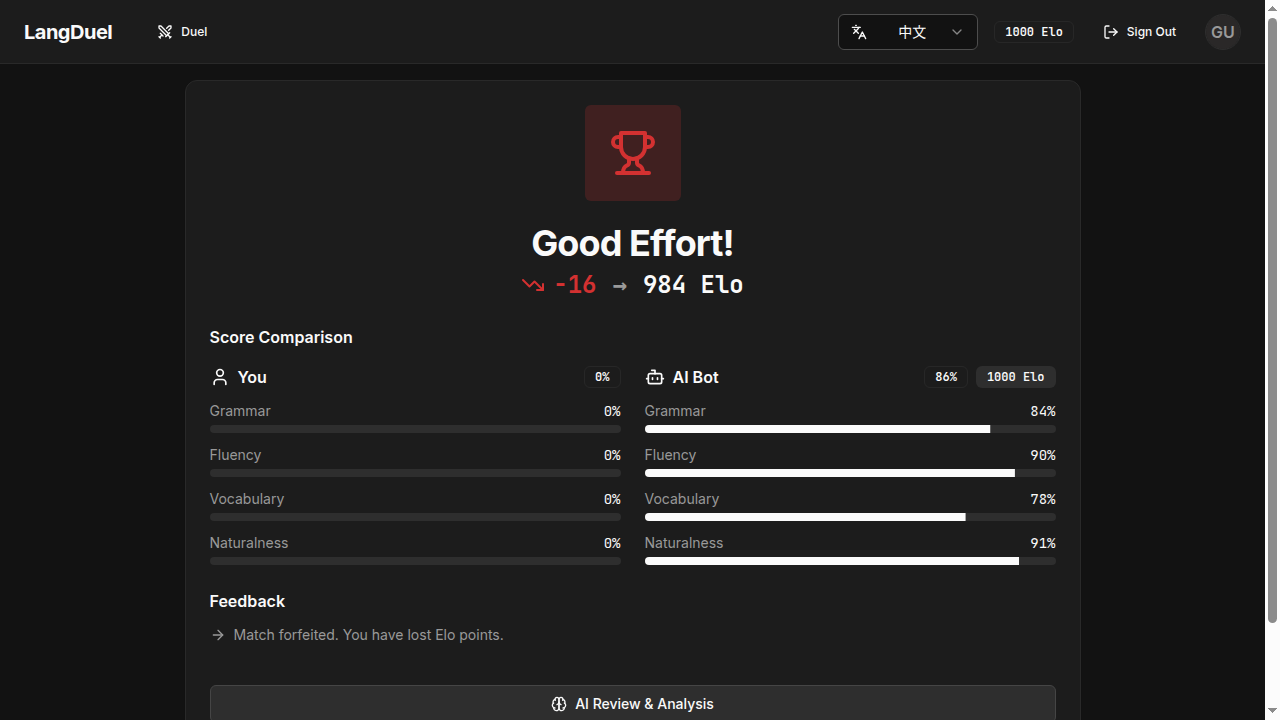 LangDuel Duel 中文 1000 Elo Sign Out GU
Good Effort!
-16 → 984 Elo
Score Comparison
You 0%
Grammar 0%
Fluency 0%
Vocabulary 0%
Naturalness 0%
AI Bot 86% 1000 Elo
Grammar 84%
Fluency 90%
Vocabulary 78%
Naturalness 91%
Feedback
Match forfeited. You have lost Elo points.
AI Review & Analysis